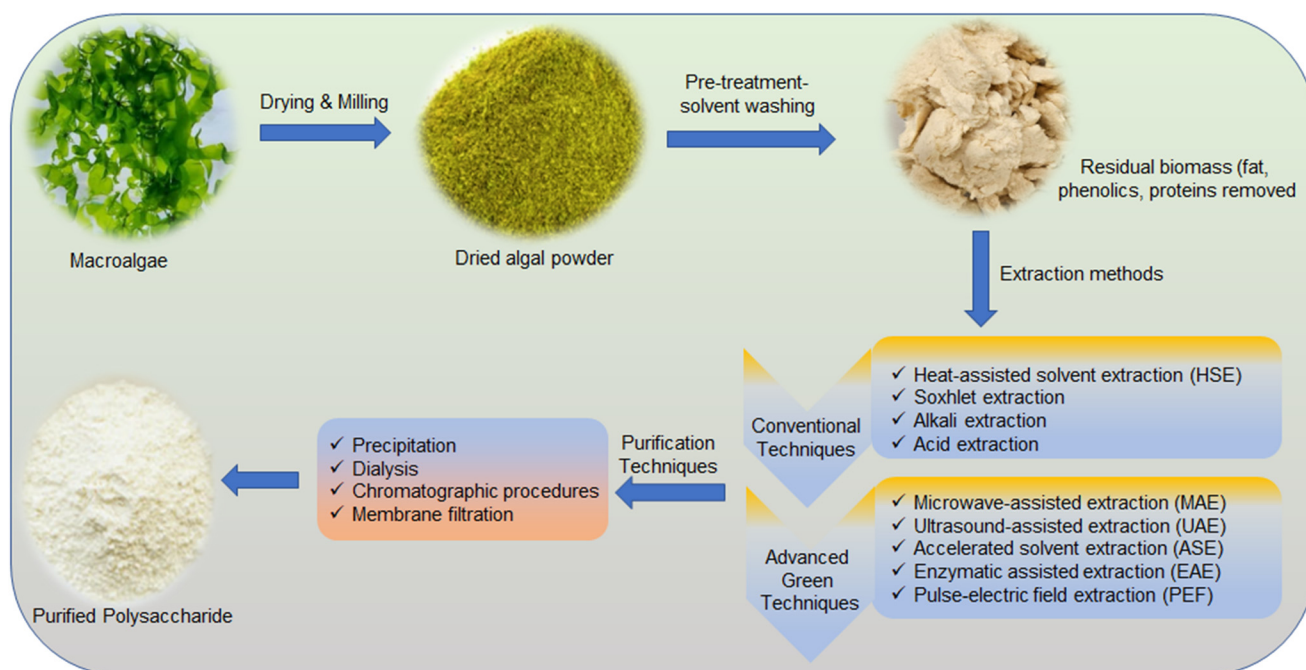 Drying & Milling
Pre-treatment-
solvent washing
Macroalgae
Dried algal powder
Residual biomass (fat,
phenolics, proteins removed
Extraction methods
Conventional
Techniques
✓ Heat-assisted solvent extraction (HSE)
✓ Soxhlet extraction
✓ Alkali extraction
✓ Acid extraction
Advanced
Green
Techniques
✓ Microwave-assisted extraction (MAE)
✓ Ultrasound-assisted extraction (UAE)
✓ Accelerated solvent extraction (ASE)
✓ Enzymatic assisted extraction (EAE)
✓ Pulse-electric field extraction (PEF)
Purification
Techniques
✓ Precipitation
✓ Dialysis
✓ Chromatographic procedures
✓ Membrane filtration
Purified Polysaccharide